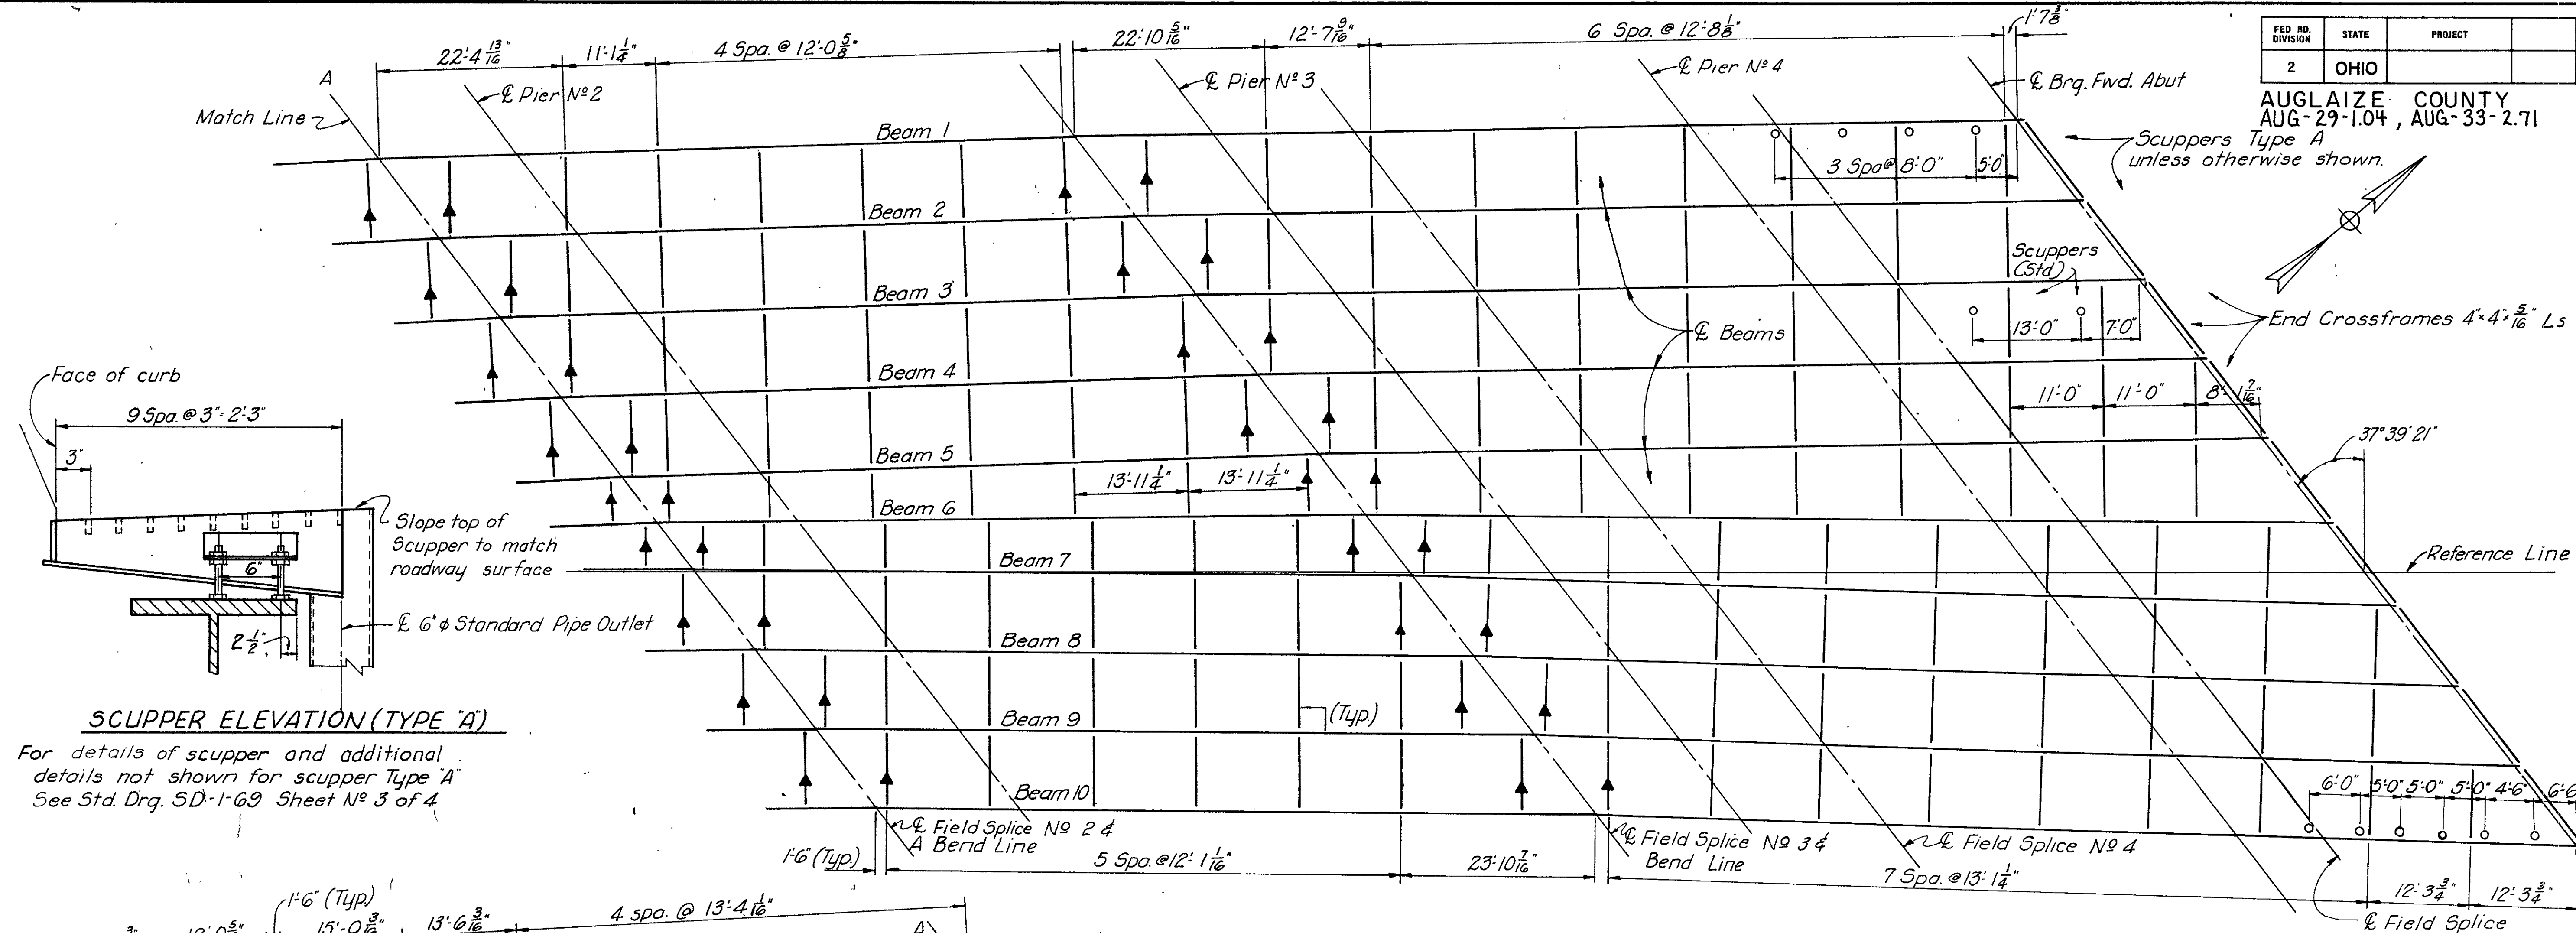 22'-4 13/16"
11'-1 1/4"
4 Spa. @ 12'-0 5/8"
22'-10 5/16"
12'-7 9/16"
6 Spa. @ 12'-8 1/8"
1'-7 3/8"
FED RD. DIVISION
STATE
PROJECT
2
OHIO
AUGLAIZE COUNTY
AUG-29-1.04, AUG-33-2.71
A
Match Line
℄ Pier Nº 2
℄ Pier Nº 3
℄ Pier Nº 4
℄ Brg. Fwd. Abut
Scuppers Type A
unless otherwise shown.
Beam 1
3 Spa @ 8'-0"
5'-0"
Beam 2
Scuppers
(Std)
Beam 3
13'-0"
7'-0"
End Crossframes 4"x4"x 5/16" Ls
℄ Beams
Beam 4
11'-0"
11'-0"
8'-1 7/16"
Face of curb
9 Spa. @ 3" = 2'-3"
3"
37° 39' 21"
Beam 5
13'-11 1/4"
13'-11 1/4"
Beam 6
Slope top of
Scupper to match
roadway surface
6"
Beam 7
Reference Line
℄ 6" φ Standard Pipe Outlet
2 1/2"
Beam 8
SCUPPER ELEVATION (TYPE "A")
Beam 9
(Typ.)
For details of scupper and additional
details not shown for scupper Type "A"
See Std. Drg. SD-1-69 Sheet Nº 3 of 4
Beam 10
6'-0"
5'-0"
5'-0"
5'-0"
4'-6"
6'-6
℄ Field Splice Nº 2 &
A Bend Line
℄ Field Splice Nº 3 &
Bend Line
℄ Field Splice Nº 4
1'-6" (Typ.)
5 Spa. @ 12'-1 1/16"
23'-10 7/16"
7 Spa. @ 13'-1 1/4"
12'-3 3/4"
12'-3 3/4"
℄ Field Splice
1'-6" (Typ.)
15'-0 3/16"
13'-6 3/16"
4 spa. @ 13'-4 1/16"
A